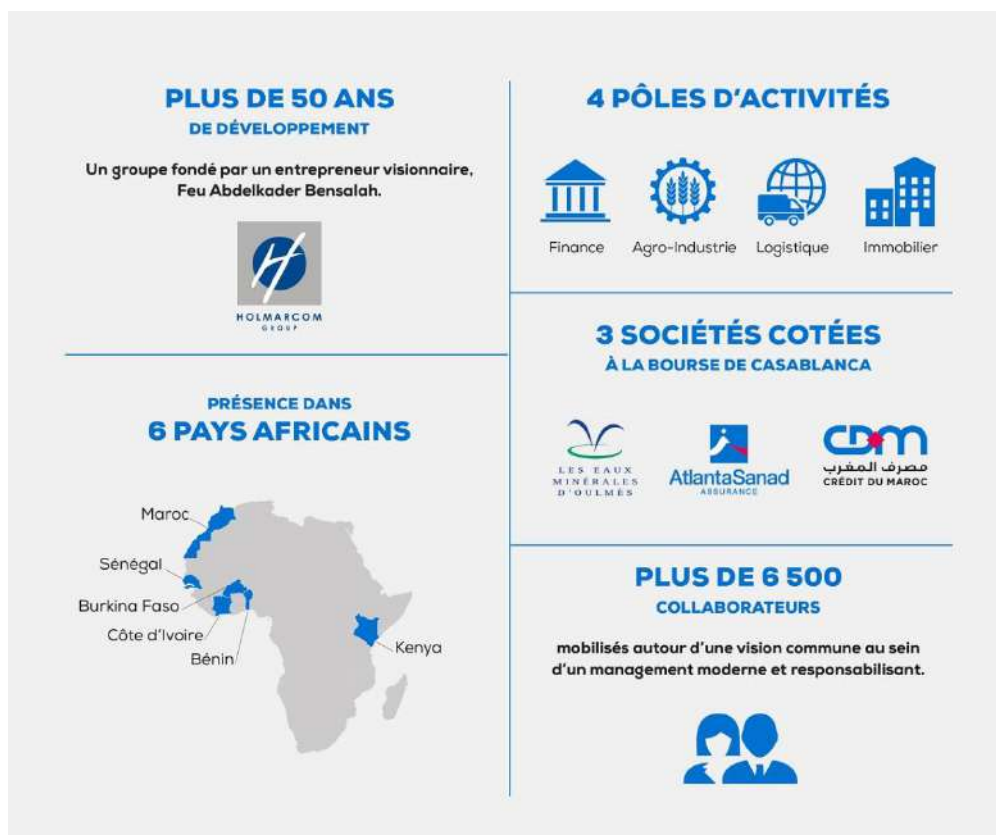 PLUS DE 50 ANS
DE DÉVELOPPEMENT
Un groupe fondé par un entrepreneur visionnaire,
Feu Abdelkader Bensalah.
HOLMARCOM
GROUP
PRÉSENCE DANS
6 PAYS AFRICAINS
Maroc
Sénégal
Burkina Faso
Côte d'Ivoire
Bénin
Kenya
4 PÔLES D'ACTIVITÉS
Finance
Agro-Industrie
Logistique
Immobilier
3 SOCIÉTÉS COTÉES
À LA BOURSE DE CASABLANCA
LES EAUX
MINÉRALES
D'OULMÈS
AtlantaSanad
ASSURANCE
CDM
مصرف المغرب
CRÉDIT DU MAROC
PLUS DE 6 500
COLLABORATEURS
mobilisés autour d'une vision commune au sein
d'un management moderne et responsabilisant.